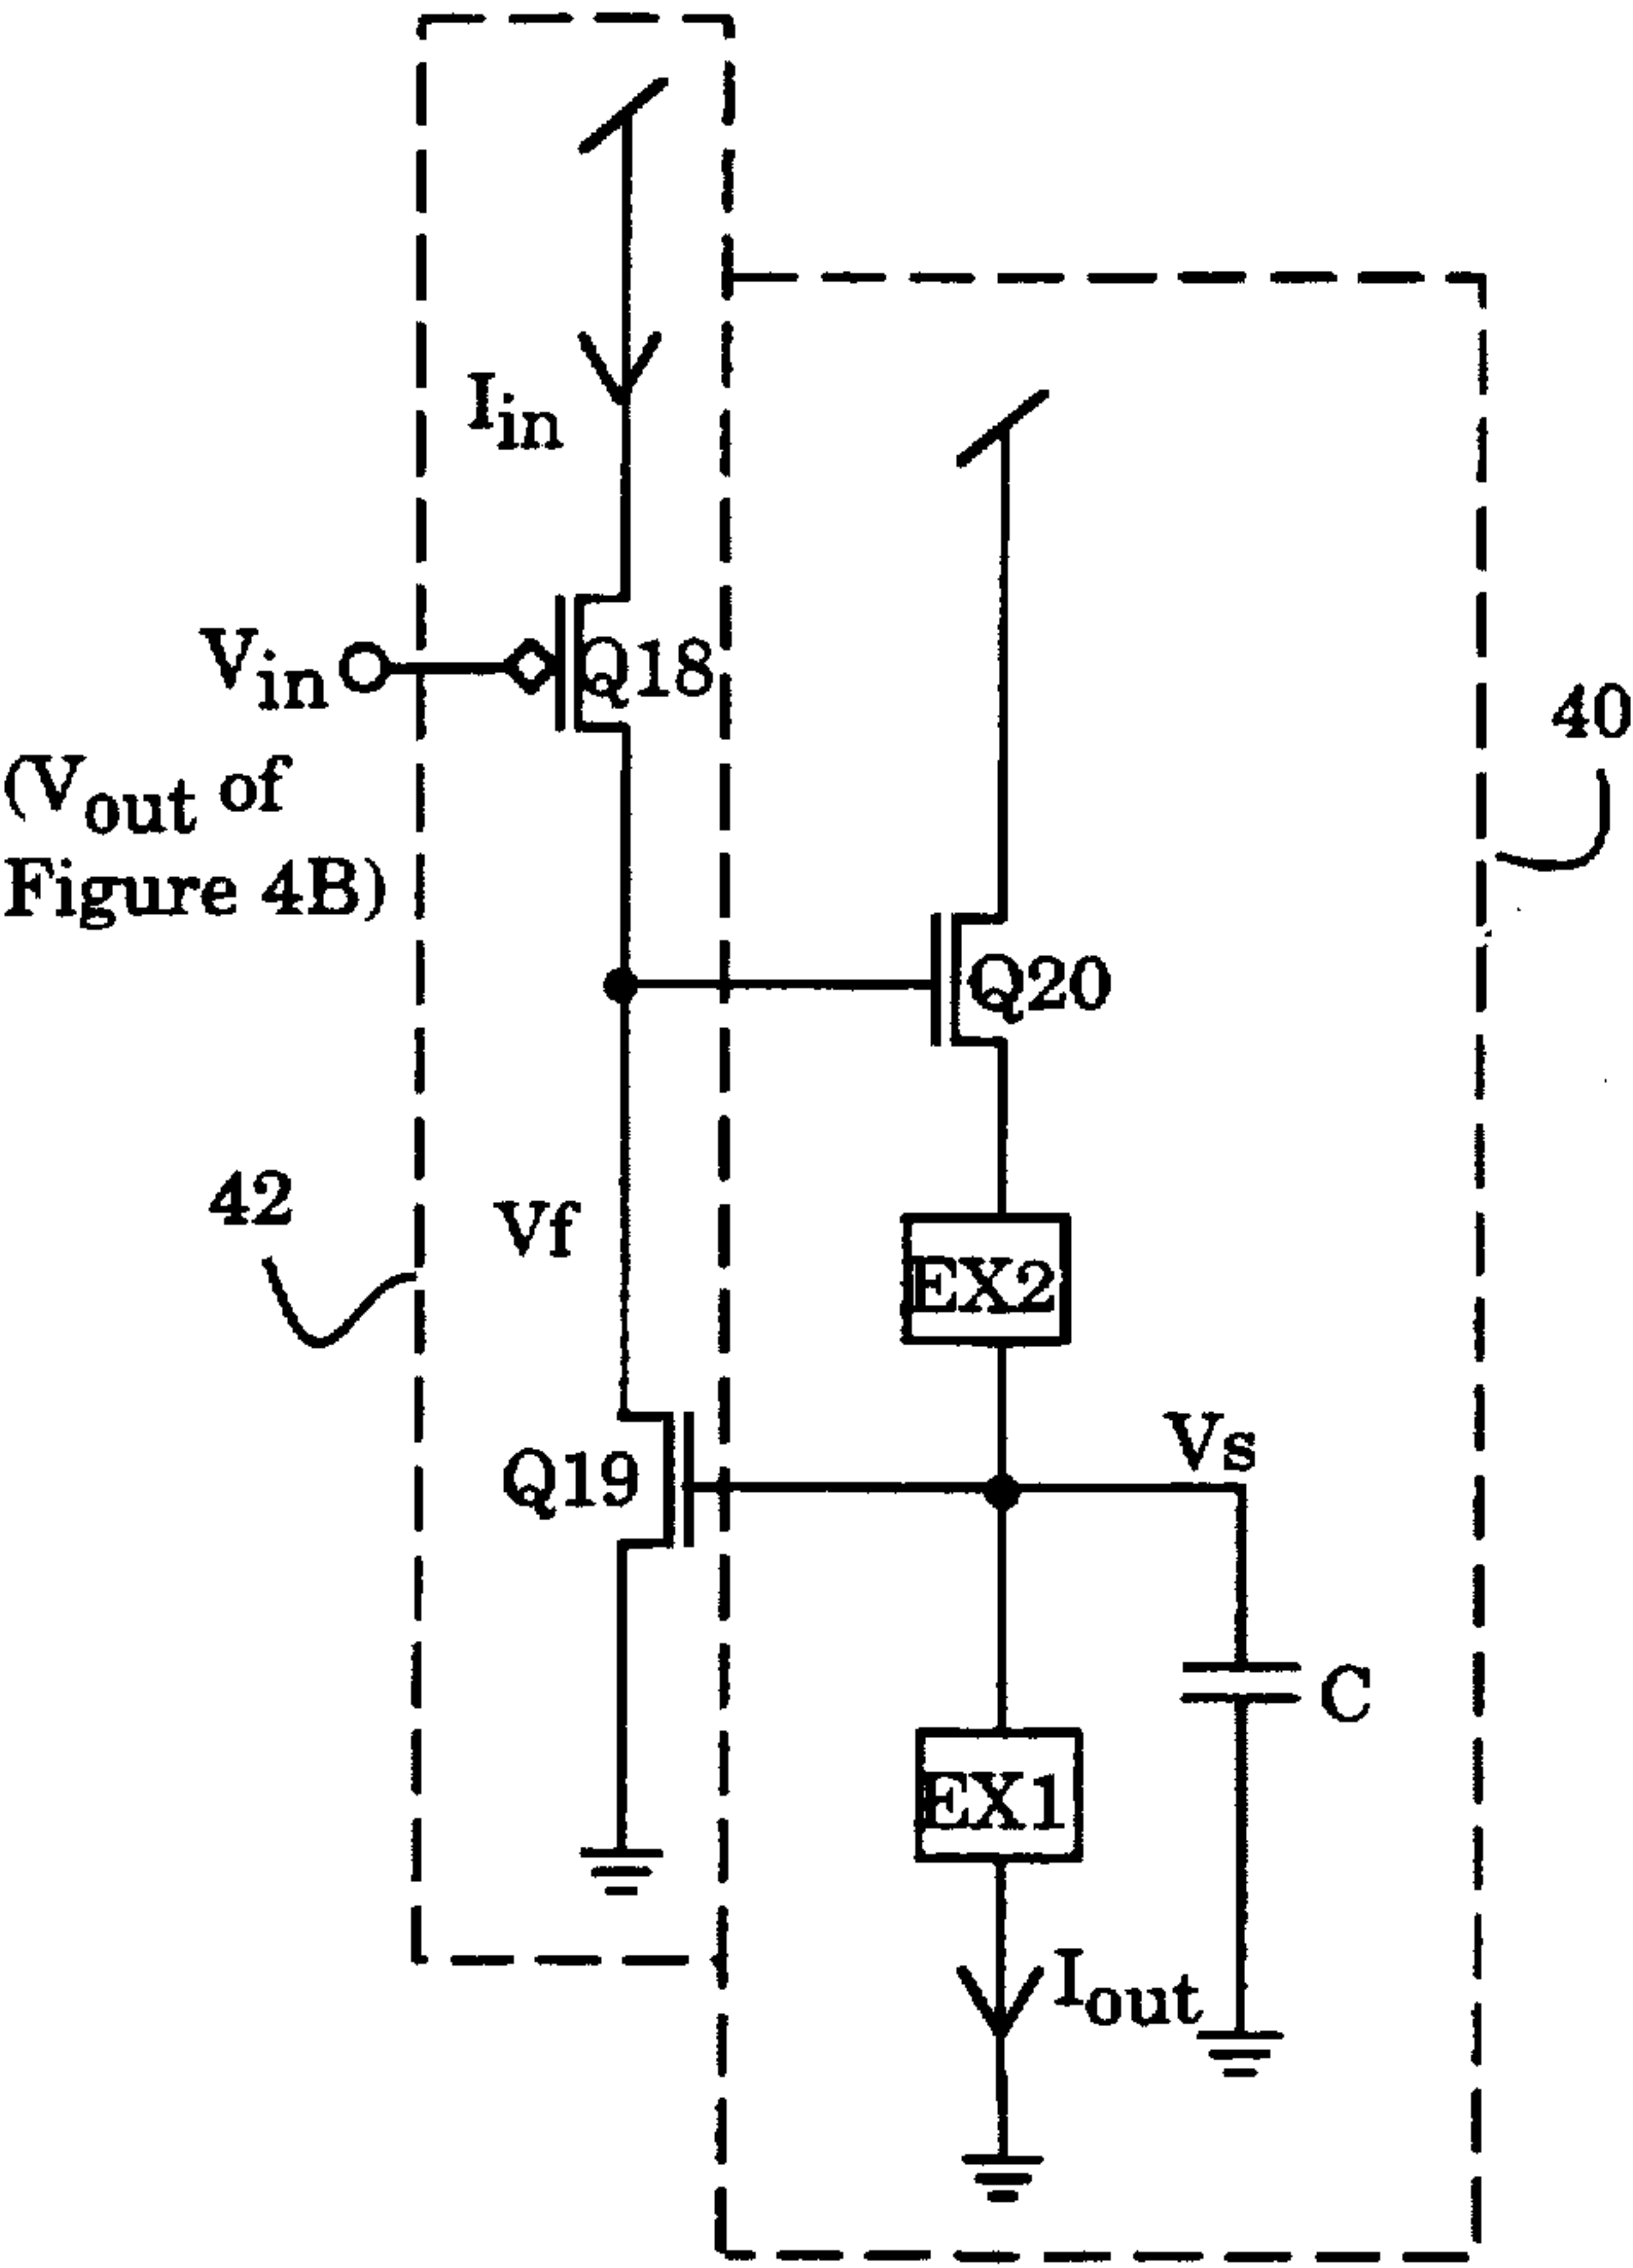 Iin
Vin
Q18
40
(Vout of
Figure 4B)
Q20
42
Vf
EX2
Vs
Q19
C
EX1
Iout